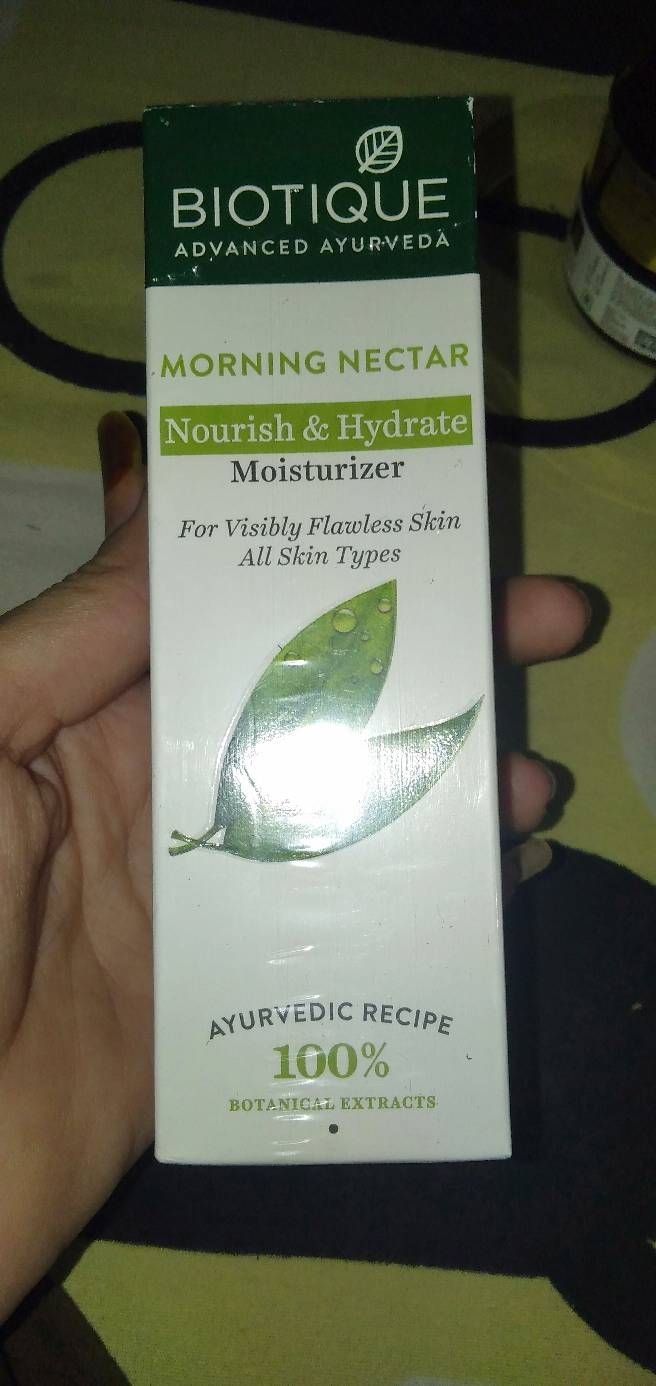 BIOTIQUE
ADVANCED AYURVEDA
MORNING NECTAR
Nourish & Hydrate
Moisturizer
For Visibly Flawless Skin
All Skin Types
AYURVEDIC RECIPE
100%
BOTANICAL EXTRACTS